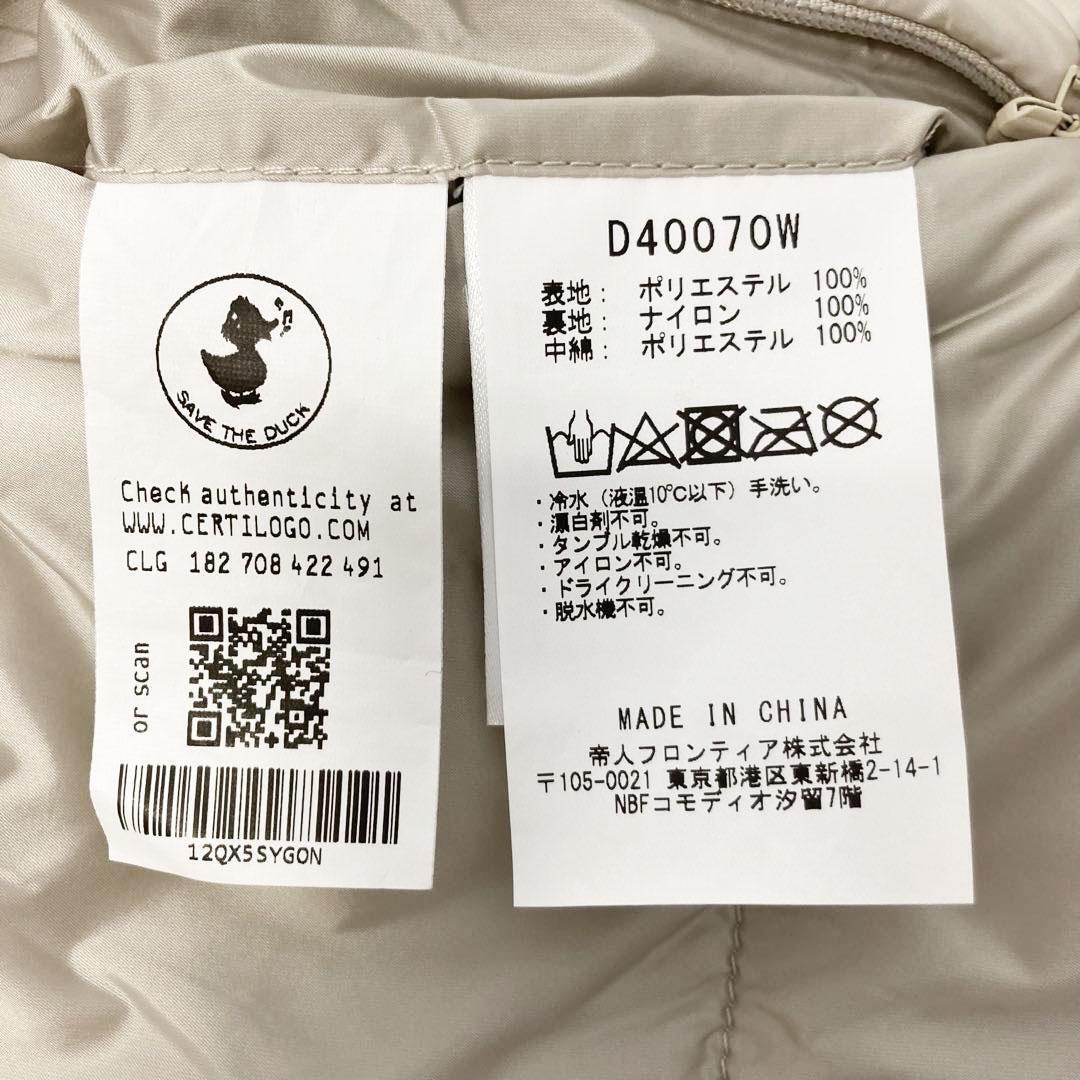 SAVE THE DUCK
Check authenticity at
WWW.CERTILOGO.COM
CLG 182 708 422 491
or scan
12QX5SYGON
D40070W
表地： ポリエステル 100%
裏地： ナイロン 100%
中綿： ポリエステル 100%
・冷水（液温10℃以下）手洗い。
・漂白剤不可。
・タンブル乾燥不可。
・アイロン不可。
・ドライクリーニング不可。
・脱水機不可。
MADE IN CHINA
帝人フロンティア株式会社
〒105-0021 東京都港区東新橋2-14-1
NBFコモディオ汐留7階